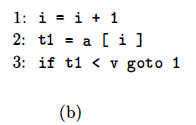 1: i = i + 1
2: t1 = a [ i ]
3: if t1 < v goto 1
(b)